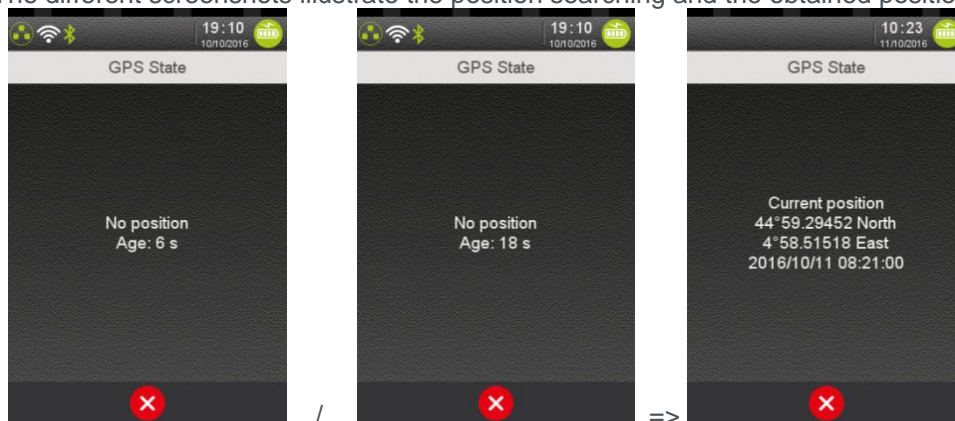 The different screenshots illustrate the position searching and the obtained positio
19:10
10/10/2016
GPS State
No position
Age: 6 s
/
19:10
10/10/2016
GPS State
No position
Age: 18 s
=>
10:23
11/10/2016
GPS State
Current position
44°59.29452 North
4°58.51518 East
2016/10/11 08:21:00